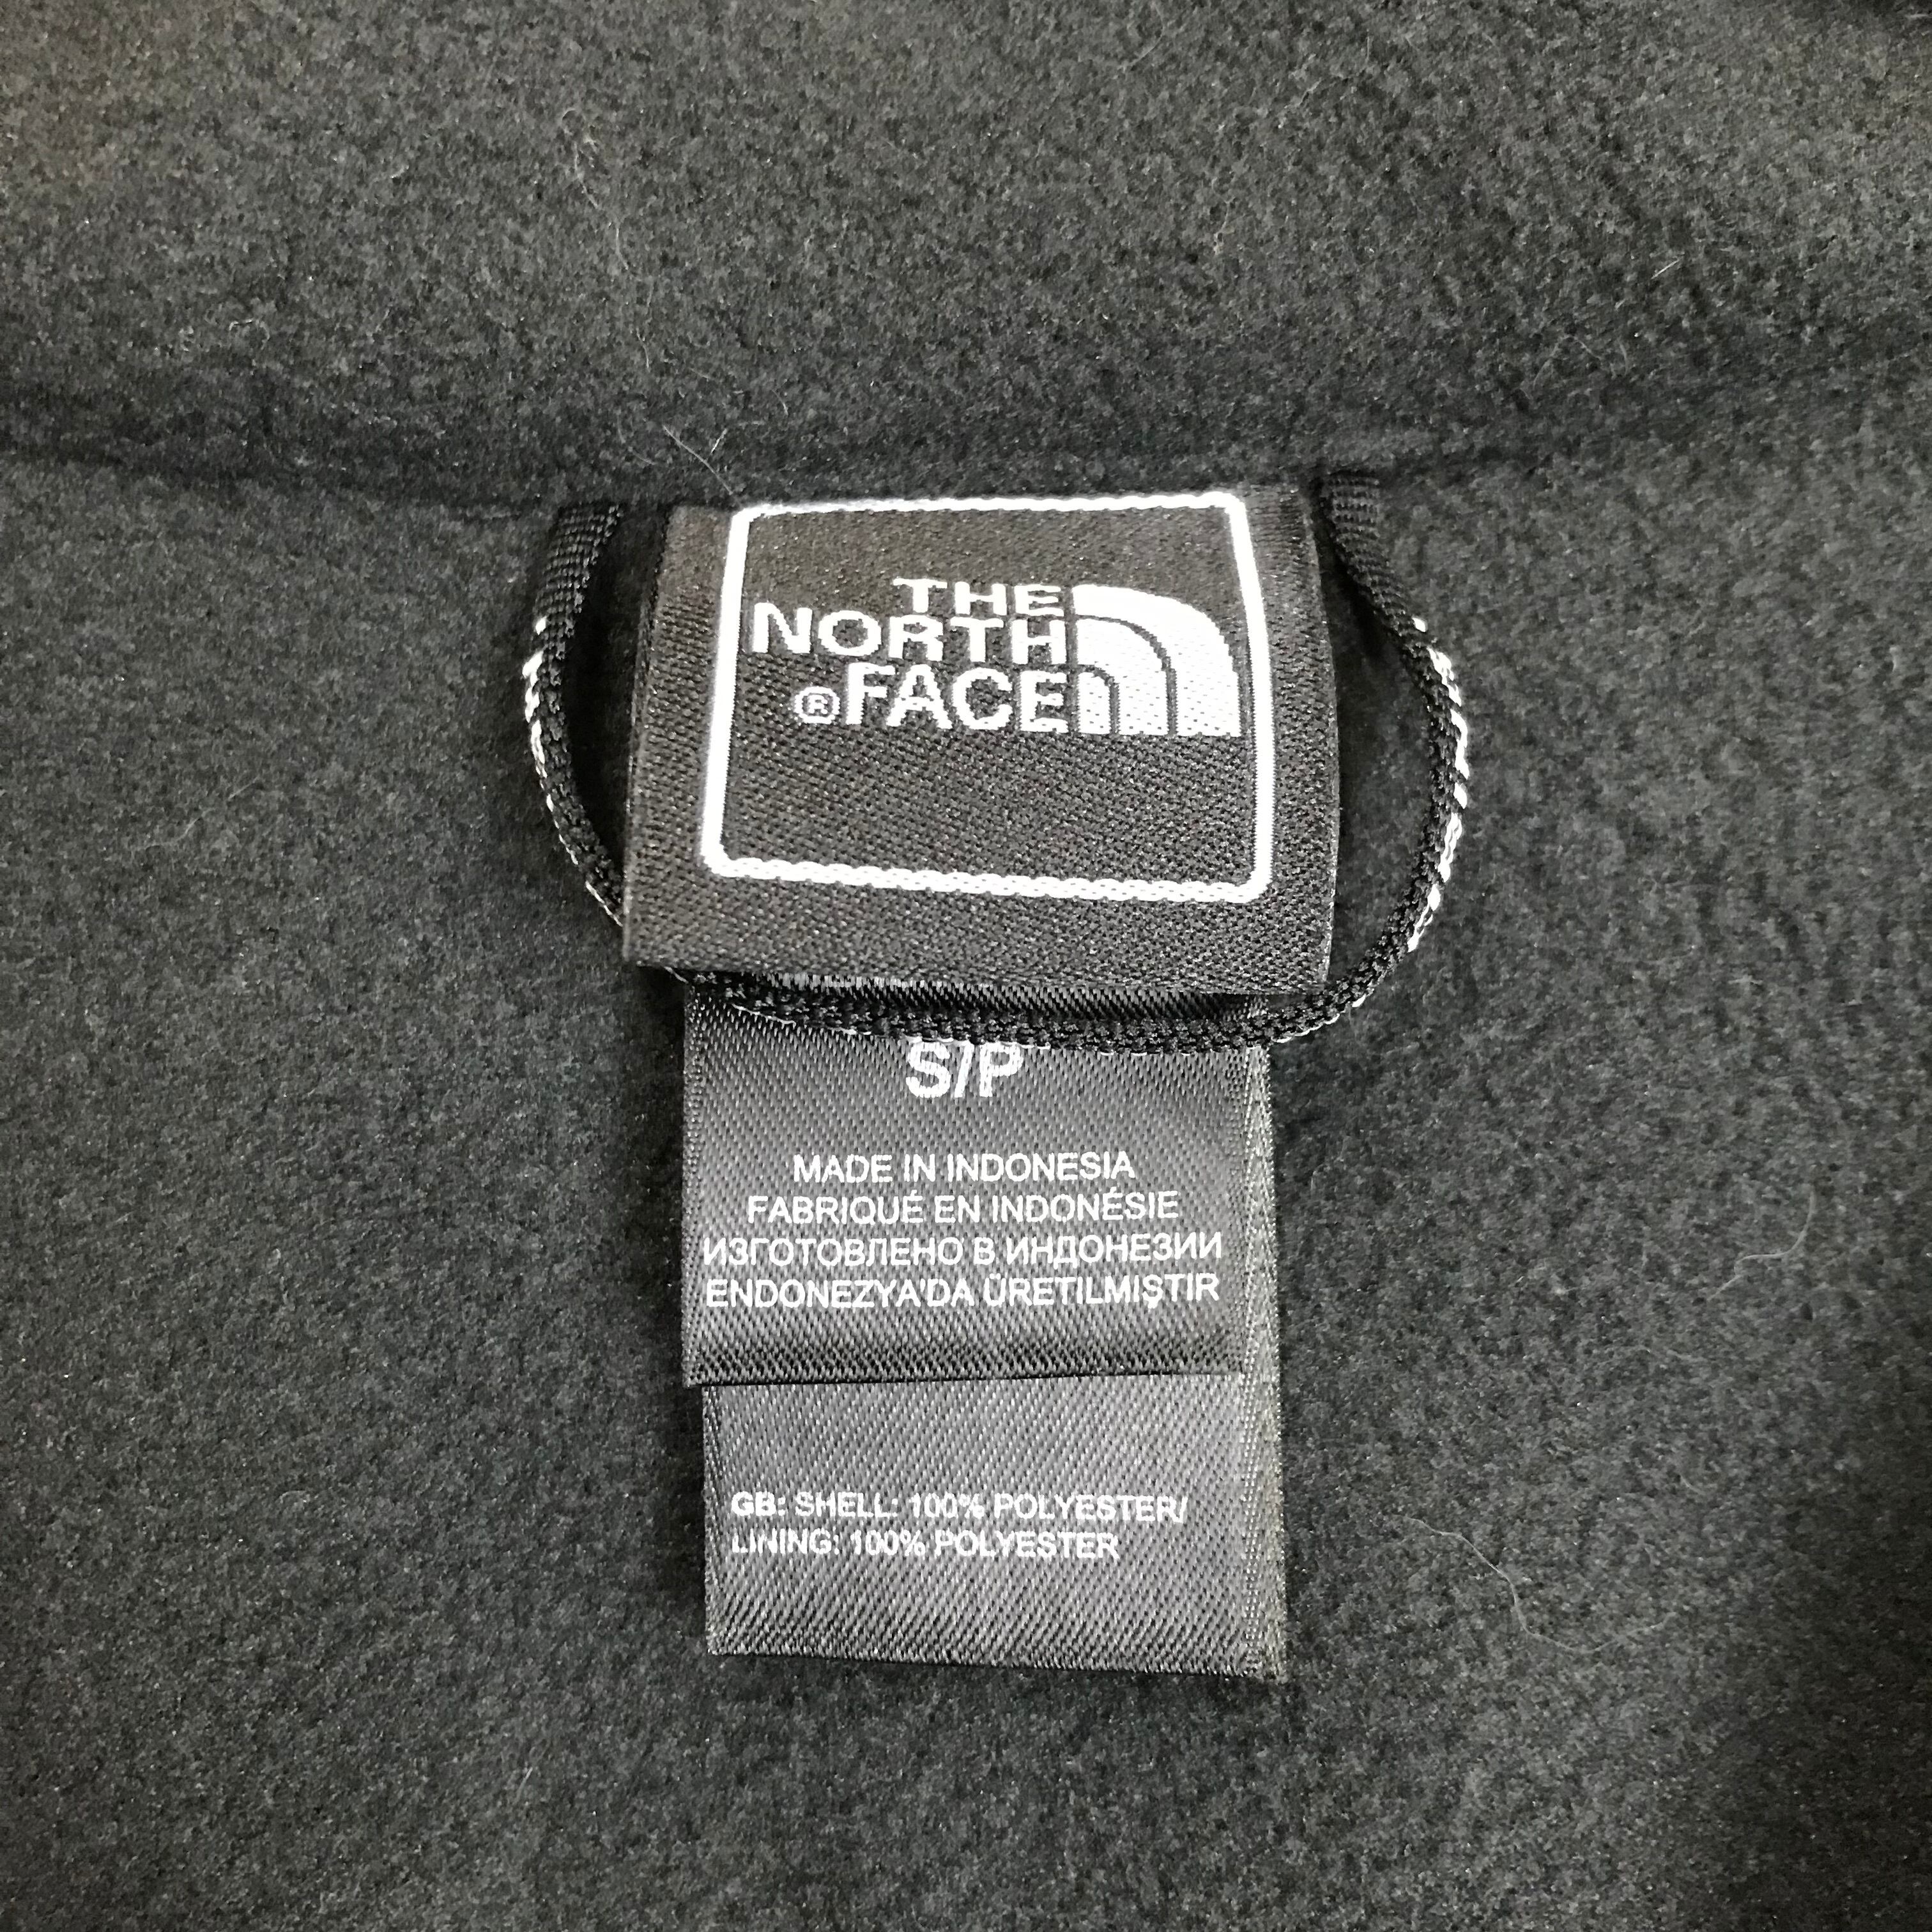 THE
NORTH
®FACE
S/P
MADE IN INDONESIA
FABRIQUÉ EN INDONÉSIE
ИЗГОТОВЛЕНО В ИНДОНЕЗИИ
ENDONEZYA'DA ÜRETILMIŞTIR
GB: SHELL: 100% POLYESTER/
LINING: 100% POLYESTER